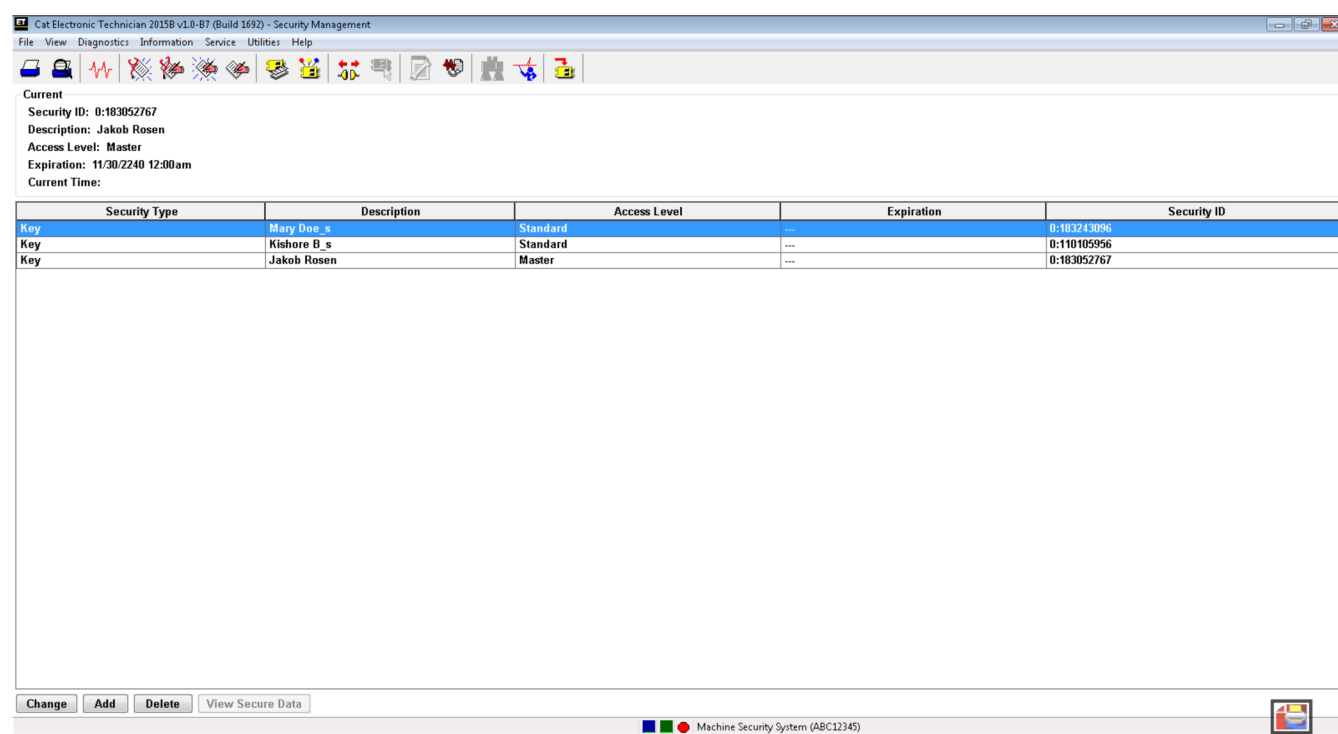 ET Cat Electronic Technician 2015B v1.0-B7 (Build 1692) - Security Management
File View Diagnostics Information Service Utilities Help
Current
Security ID: 0:183052767
Description: Jakob Rosen
Access Level: Master
Expiration: 11/30/2240 12:00am
Current Time:
Security Type Description Access Level Expiration Security ID
Key Mary Doe_s Standard --- 0:183243096
Key Kishore B_s Standard --- 0:110105956
Key Jakob Rosen Master --- 0:183052767
Change Add Delete View Secure Data
Machine Security System (ABC12345)